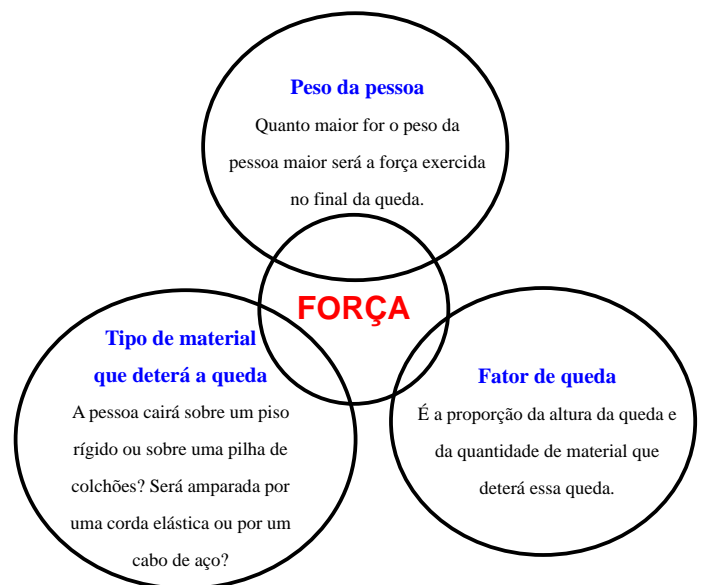 Peso da pessoa
Quanto maior for o peso da
pessoa maior será a força exercida
no final da queda.
FORÇA
Tipo de material
que deterá a queda
A pessoa cairá sobre um piso
rígido ou sobre uma pilha de
colchões? Será amparada por
uma corda elástica ou por um
cabo de aço?
Fator de queda
É a proporção da altura da queda e
da quantidade de material que
deterá essa queda.